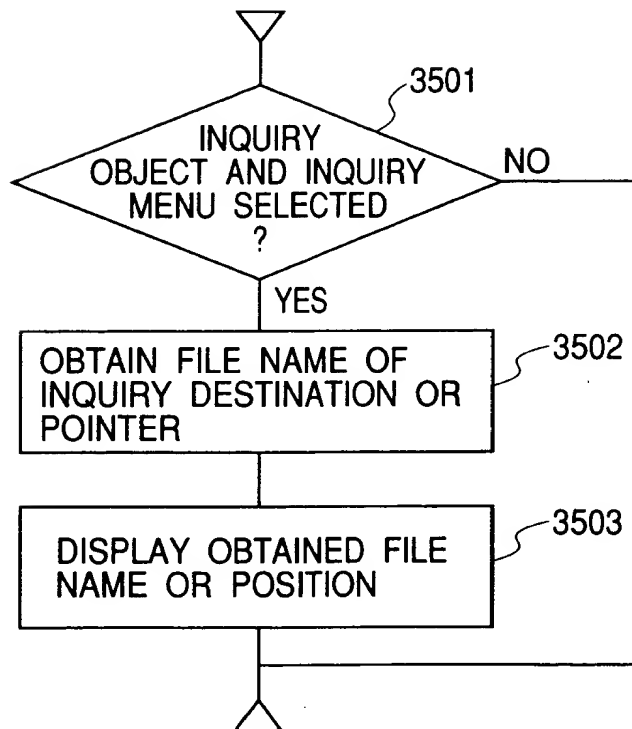 3501
INQUIRY
OBJECT AND INQUIRY
MENU SELECTED
?
NO
YES
OBTAIN FILE NAME OF
INQUIRY DESTINATION OR
POINTER
3502
DISPLAY OBTAINED FILE
NAME OR POSITION
3503